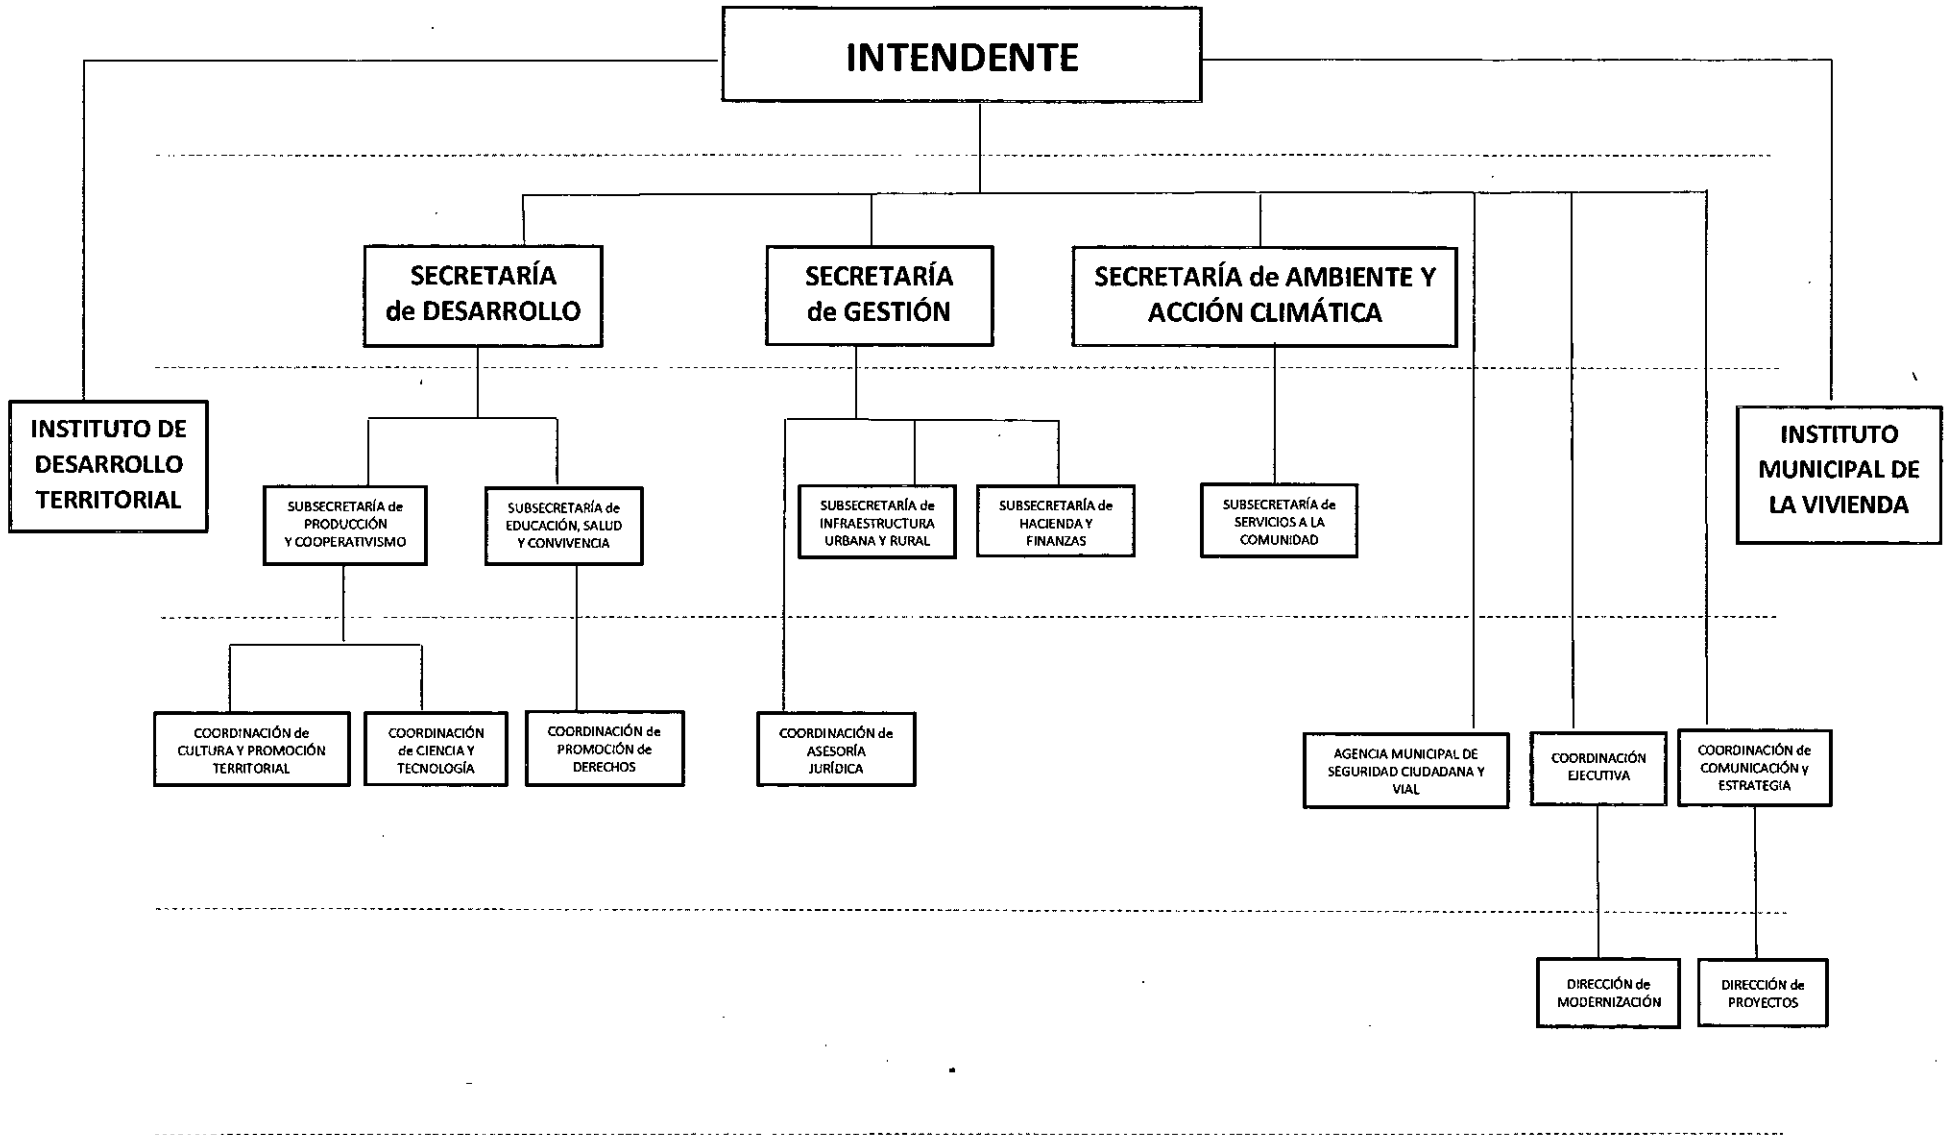 INTENDENTE
SECRETARÍA
de DESARROLLO
SECRETARÍA
de GESTIÓN
SECRETARÍA de AMBIENTE Y
ACCIÓN CLIMÁTICA
INSTITUTO DE
DESARROLLO
TERRITORIAL
INSTITUTO
MUNICIPAL DE
LA VIVIENDA
SUBSECRETARÍA de
PRODUCCIÓN
Y COOPERATIVISMO
SUBSECRETARÍA de
EDUCACIÓN, SALUD
Y CONVIVENCIA
SUBSECRETARÍA de
INFRAESTRUCTURA
URBANA Y RURAL
SUBSECRETARÍA de
HACIENDA Y
FINANZAS
SUBSECRETARÍA de
SERVICIOS A LA
COMUNIDAD
COORDINACIÓN de
CULTURA Y PROMOCIÓN
TERRITORIAL
COORDINACIÓN
de CIENCIA Y
TECNOLOGÍA
COORDINACIÓN de
PROMOCIÓN de
DERECHOS
COORDINACIÓN de
ASESORÍA
JURÍDICA
AGENCIA MUNICIPAL DE
SEGURIDAD CIUDADANA Y
VIAL
COORDINACIÓN
EJECUTIVA
COORDINACIÓN de
COMUNICACIÓN y
ESTRATEGIA
DIRECCIÓN de
MODERNIZACIÓN
DIRECCIÓN de
PROYECTOS